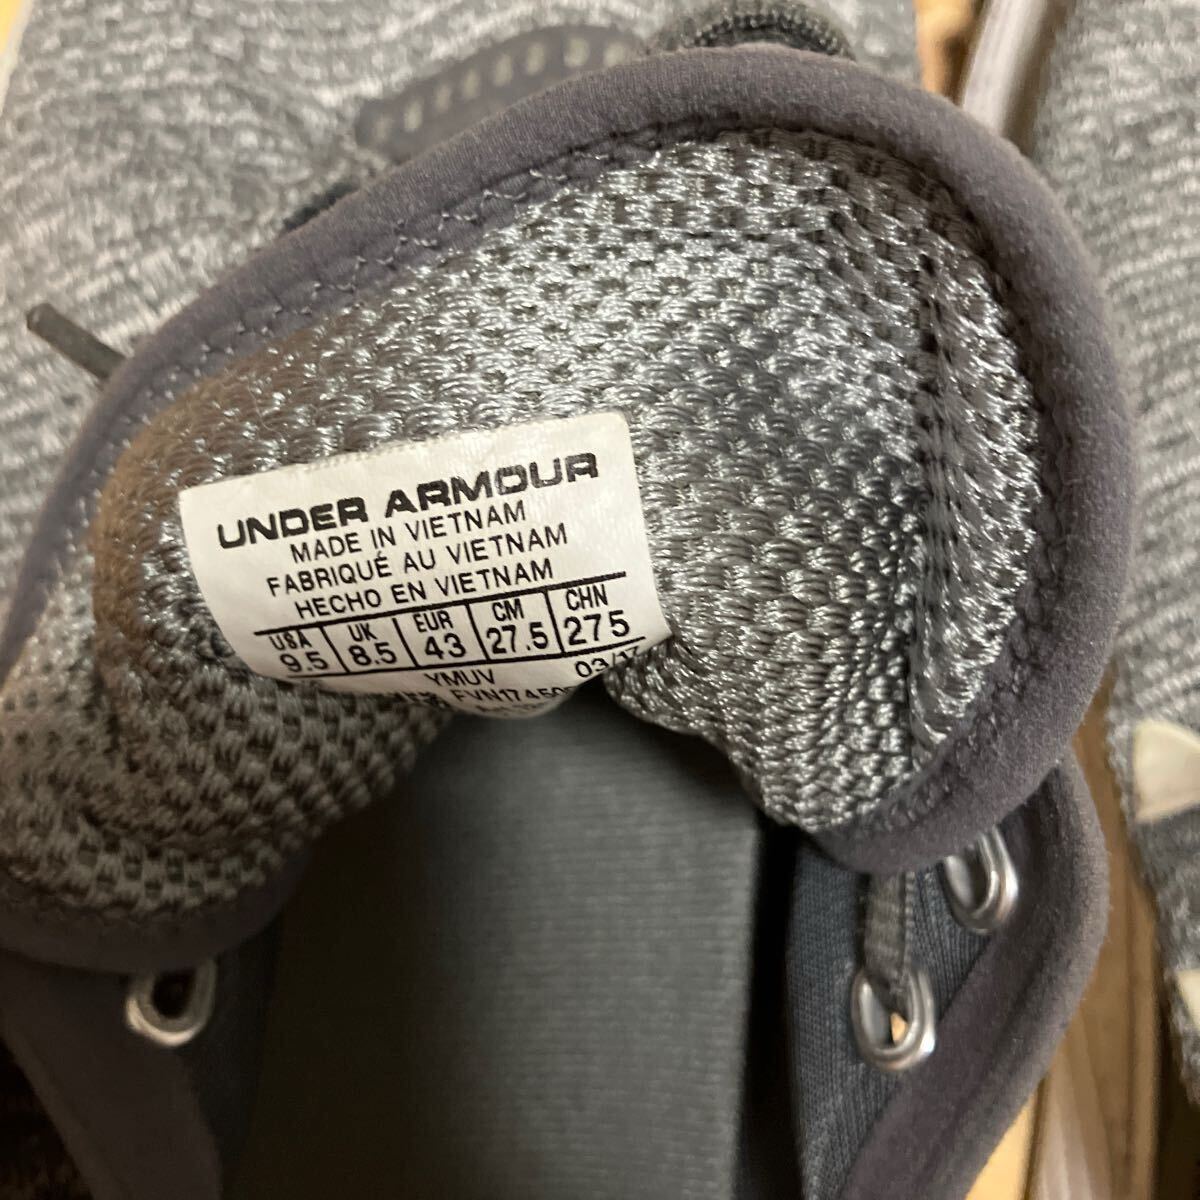 UNDER ARMOUR
MADE IN VIETNAM
FABRIQUÉ AU VIETNAM
HECHO EN VIETNAM
USA UK EUR CM CHN
9.5 8.5 43 27.5 275
YMUV 03/17